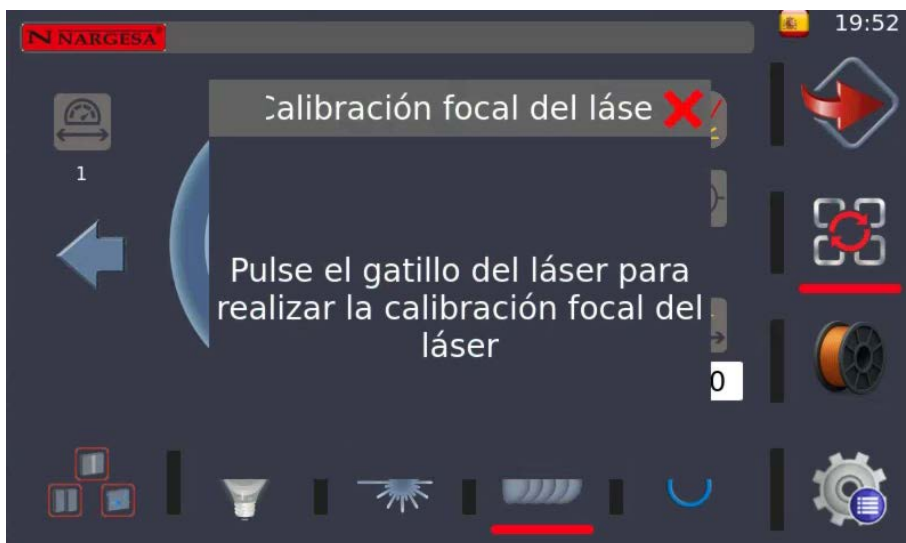 N NARGESA
19:52
Calibración focal del láse
1
Pulse el gatillo del láser para
realizar la calibración focal del
láser
0